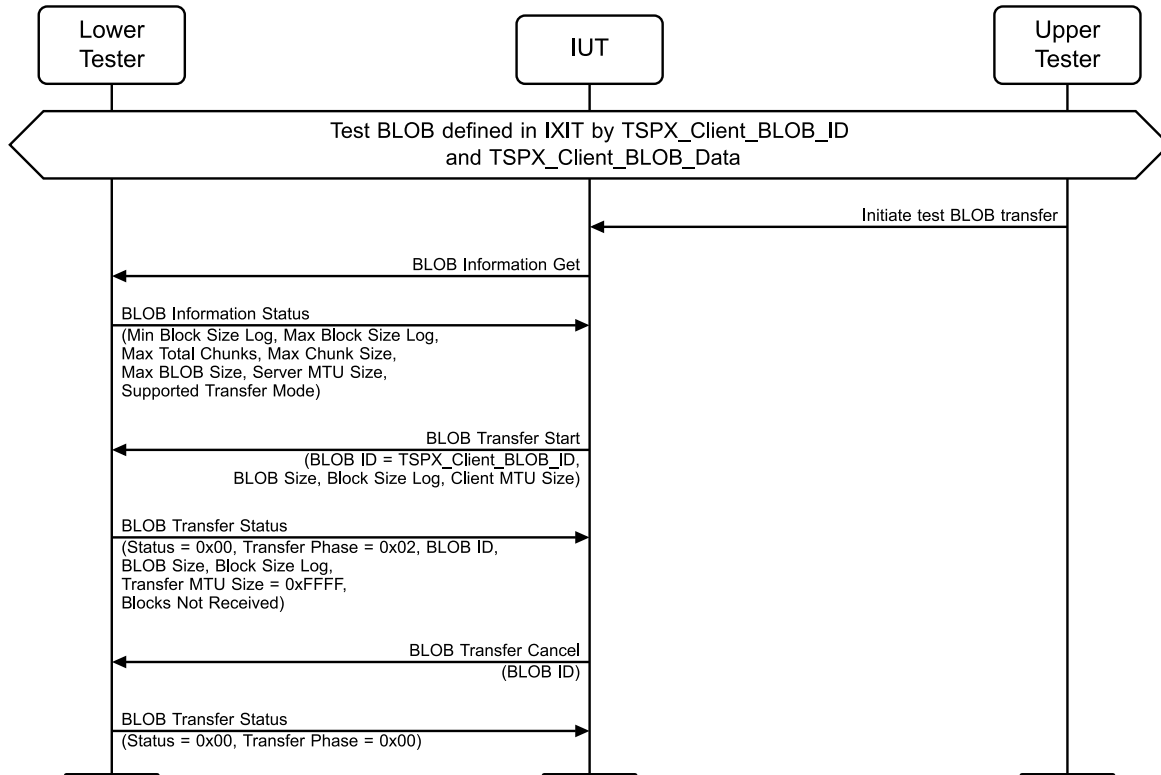 Lower
Tester
IUT
Upper
Tester
Test BLOB defined in IXIT by TSPX_Client_BLOB_ID
and TSPX_Client_BLOB_Data
Initiate test BLOB transfer
BLOB Information Get
BLOB Information Status
(Min Block Size Log, Max Block Size Log,
Max Total Chunks, Max Chunk Size,
Max BLOB Size, Server MTU Size,
Supported Transfer Mode)
BLOB Transfer Start
(BLOB ID = TSPX_Client_BLOB_ID,
BLOB Size, Block Size Log, Client MTU Size)
BLOB Transfer Status
(Status = 0x00, Transfer Phase = 0x02, BLOB ID,
BLOB Size, Block Size Log,
Transfer MTU Size = 0xFFFF,
Blocks Not Received)
BLOB Transfer Cancel
(BLOB ID)
BLOB Transfer Status
(Status = 0x00, Transfer Phase = 0x00)